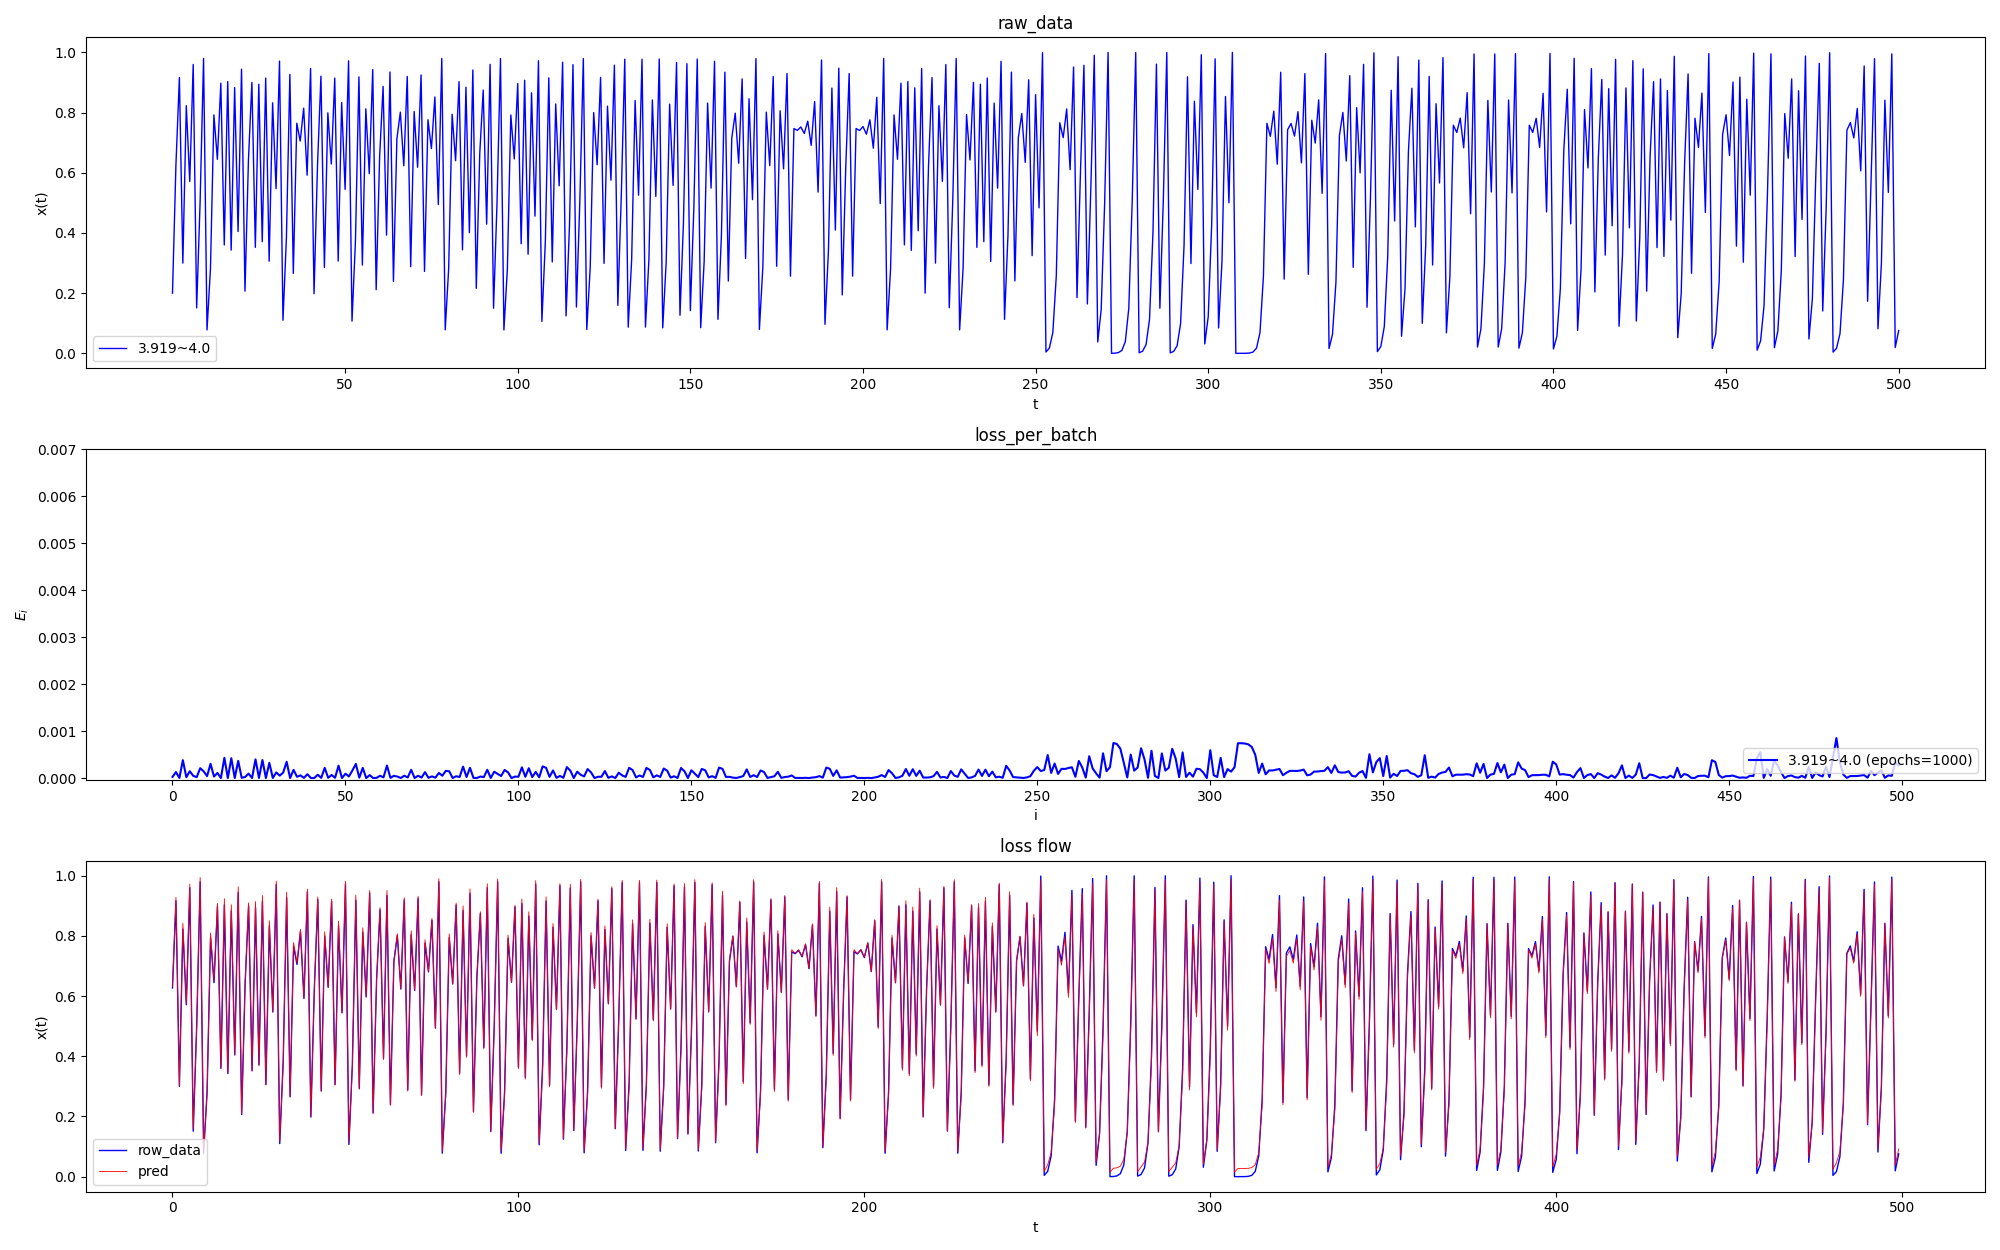 raw_data
1.0
0.8
0.6
0.4
0.2
0.0
x(t)
3.919~4.0
50 100 150 200 250 300 350 400 450 500
t
loss_per_batch
0.007
0.006
0.005
0.004
0.003
0.002
0.001
0.000
E_i
3.919~4.0 (epochs=1000)
0 50 100 150 200 250 300 350 400 450 500
i
loss flow
1.0
0.8
0.6
0.4
0.2
0.0
x(t)
row_data
pred
0 100 200 300 400 500
t